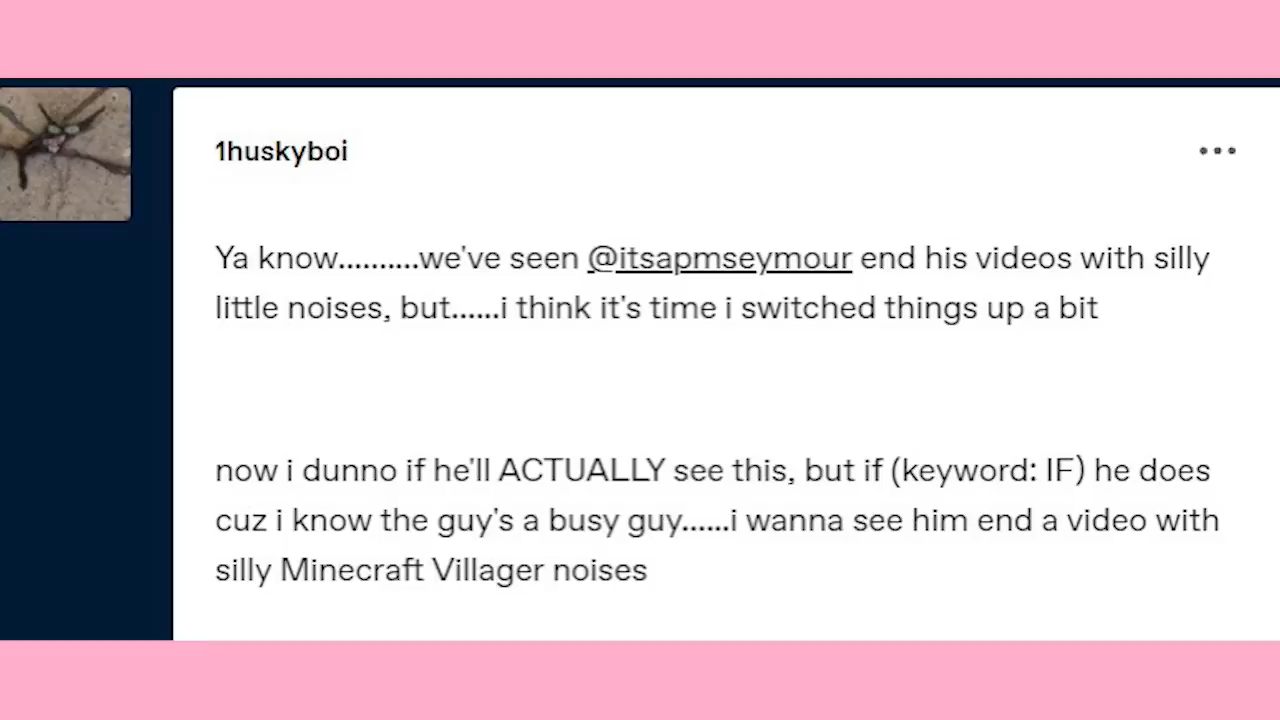 1huskyboi
Ya know..........we've seen @itsapmseymour end his videos with silly
little noises, but......i think it's time i switched things up a bit
now i dunno if he'll ACTUALLY see this, but if (keyword: IF) he does
cuz i know the guy's a busy guy......i wanna see him end a video with
silly Minecraft Villager noises